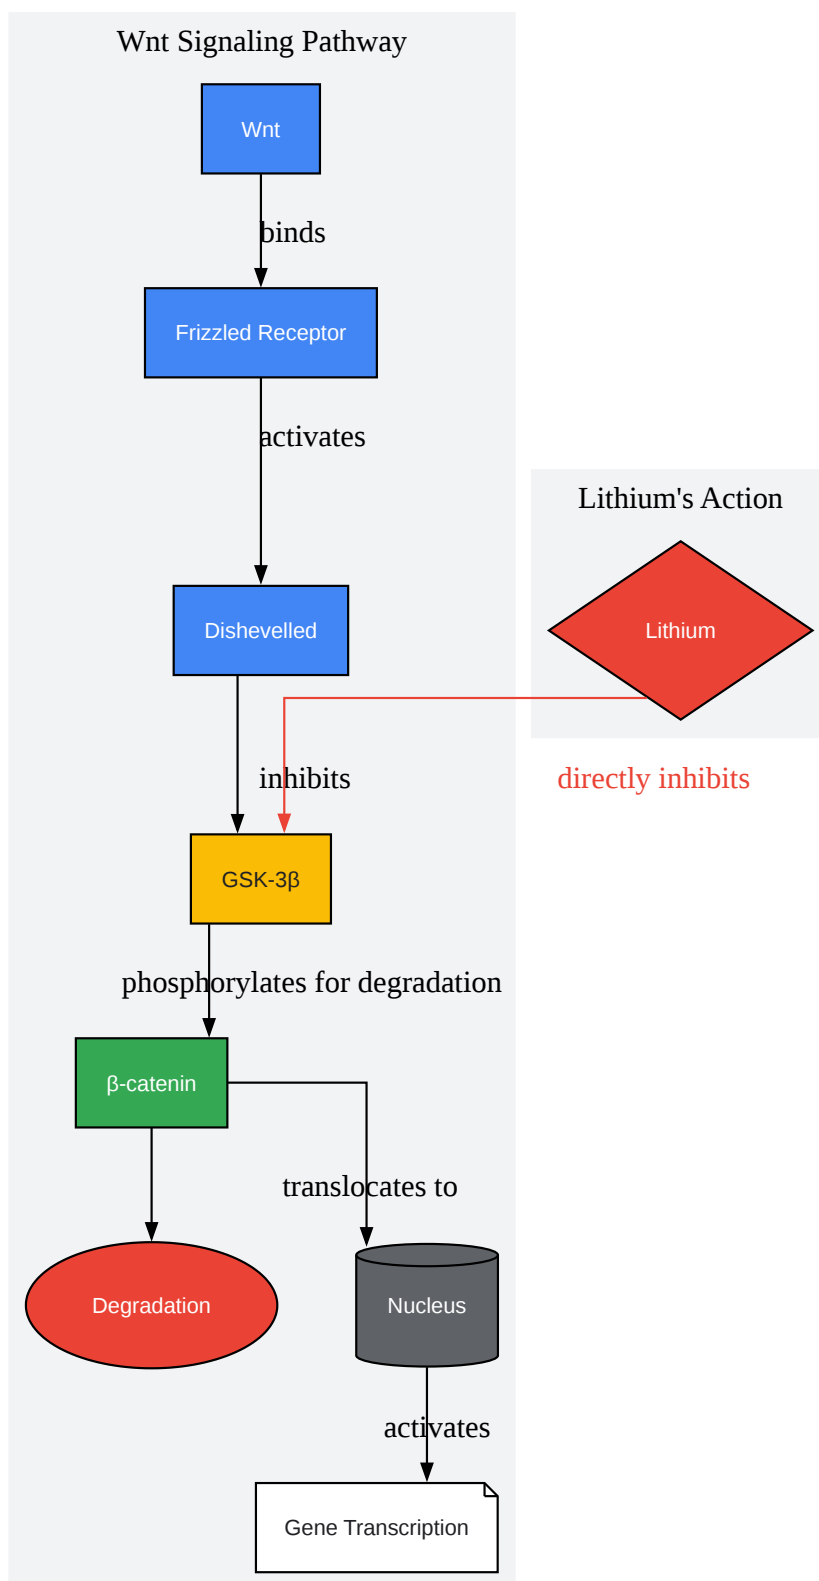 Wnt Signaling Pathway
Wnt
binds
Frizzled Receptor
activates
Lithium's Action
Dishevelled
Lithium
inhibits
directly inhibits
GSK-3β
phosphorylates for degradation
β-catenin
translocates to
Degradation
Nucleus
activates
Gene Transcription